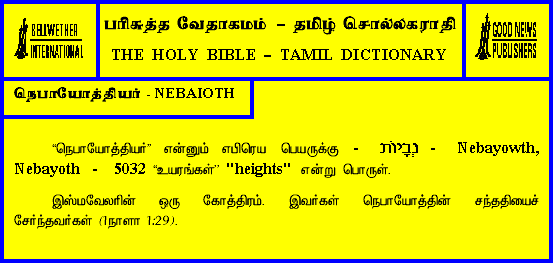 BELLWETHER
INTERNATIONAL
பரிசுத்த வேதாகமம் – தமிழ் சொல்லகராதி
THE HOLY BIBLE – TAMIL DICTIONARY
GOOD NEWS
PUBLISHERS
நெபாயோத்தியர் - NEBAIOTH
“நெபாயோத்தியர்” என்னும் எபிரெய பெயருக்கு - נְבָיוֹת - Nebayowth,
Nebayoth - 5032 “உயரங்கள்” "heights" என்று பொருள்.
இஸ்மவேலரின் ஒரு கோத்திரம். இவர்கள் நெபாயோத்தின் சந்ததியைச்
சேர்ந்தவர்கள் (1நாளா 1:29).